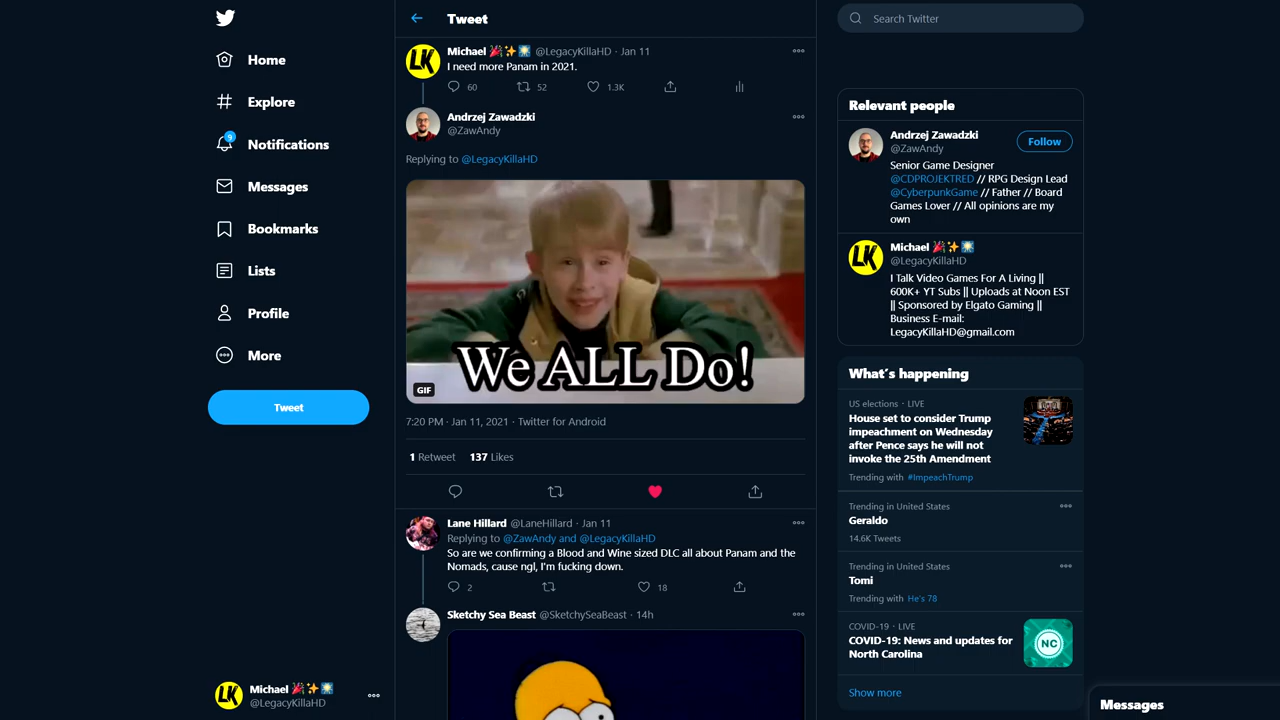 Home
Explore
9
Notifications
Messages
Bookmarks
Lists
Profile
More
Tweet
Michael 🎉✨🌟
@LegacyKillaHD
Tweet
LK
Michael 🎉✨🌟 @LegacyKillaHD · Jan 11
I need more Panam in 2021.
60 52 1.3K
Andrzej Zawadzki
@ZawAndy
Replying to @LegacyKillaHD
We ALL Do!
GIF
7:20 PM · Jan 11, 2021 · Twitter for Android
1 Retweet 137 Likes
Lane Hillard @LaneHillard · Jan 11
Replying to @ZawAndy and @LegacyKillaHD
So are we confirming a Blood and Wine sized DLC all about Panam and the
Nomads, cause ngl, I'm fucking down.
2 18
Sketchy Sea Beast @SketchySeaBeast · 14h
Search Twitter
Relevant people
Andrzej Zawadzki
@ZawAndy
Follow
Senior Game Designer
@CDPROJEKTRED // RPG Design Lead
@CyberpunkGame // Father // Board
Games Lover // All opinions are my
own
LK
Michael 🎉✨🌟
@LegacyKillaHD
I Talk Video Games For A Living ||
600K+ YT Subs || Uploads at Noon EST
|| Sponsored by Elgato Gaming ||
Business E-mail:
LegacyKillaHD@gmail.com
What's happening
US elections · LIVE
House set to consider Trump
impeachment on Wednesday
after Pence says he will not
invoke the 25th Amendment
Trending with #ImpeachTrump
Trending in United States
Geraldo
14.6K Tweets
Trending in United States
Tomi
Trending with He's 78
COVID-19 · LIVE
COVID-19: News and updates for
North Carolina
NC
Show more
Messages
LK